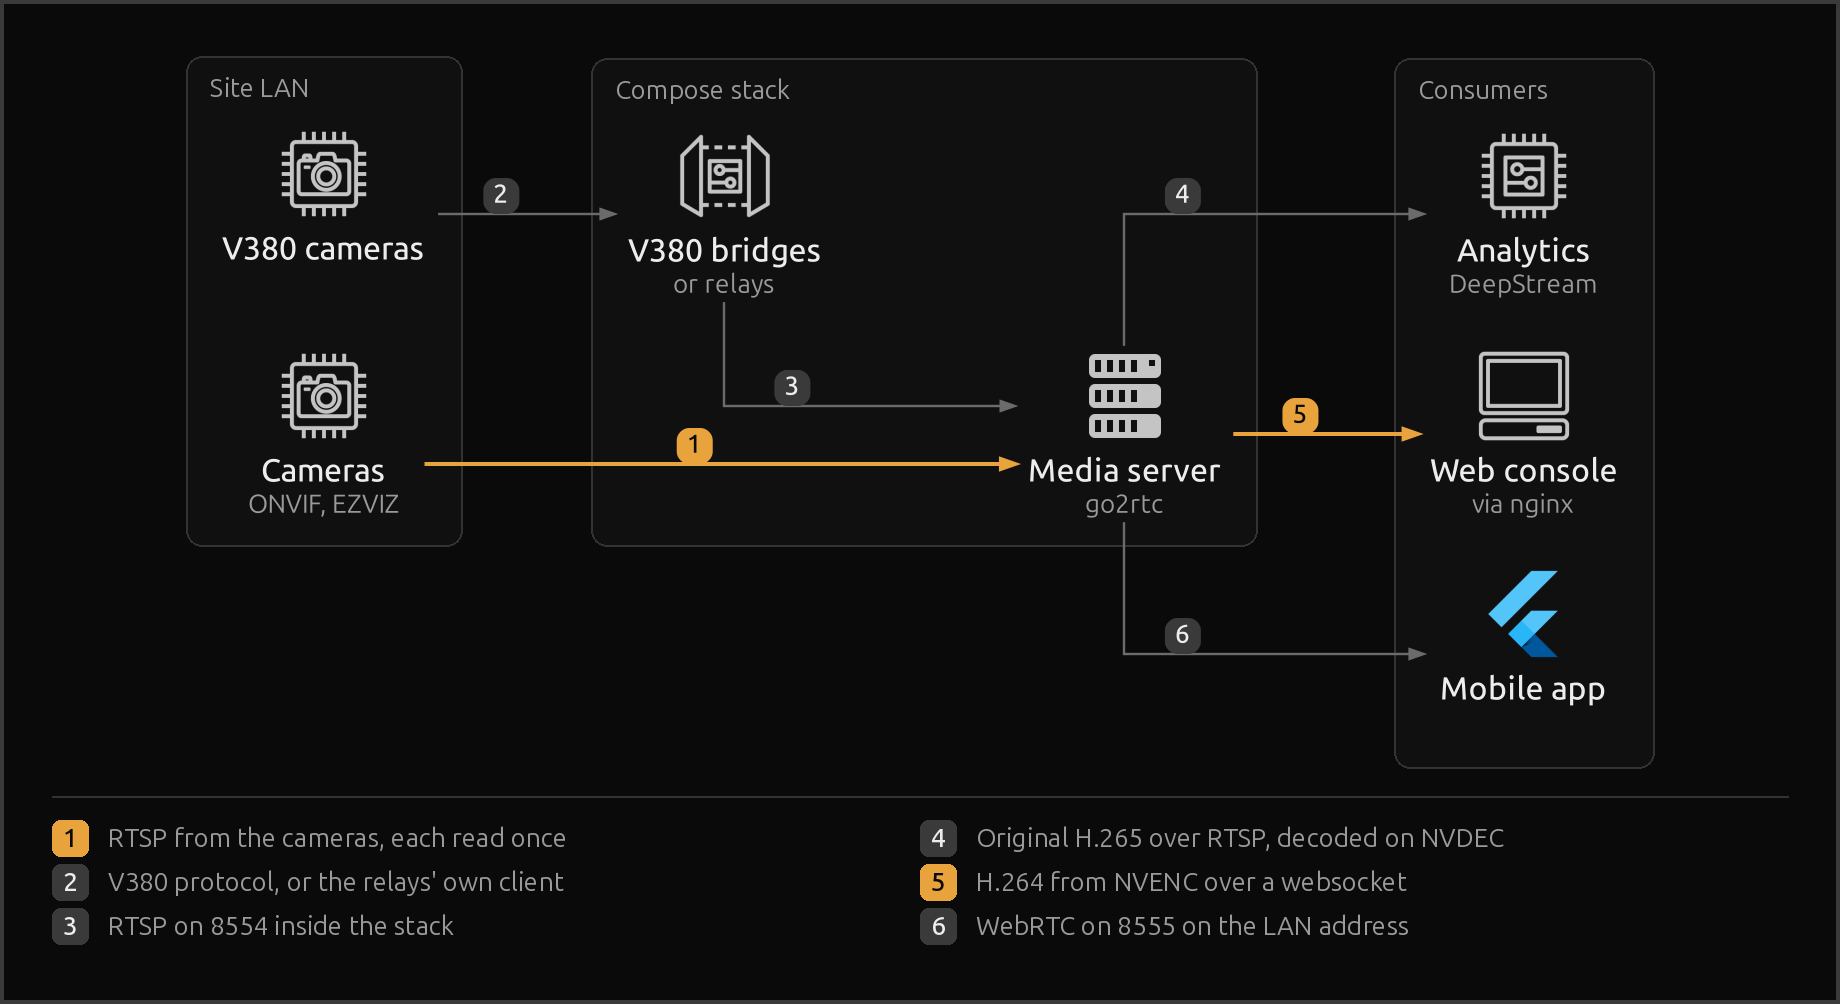 Site LAN
Compose stack
Consumers
2
4
V380 cameras
V380 bridges
or relays
Analytics
DeepStream
3
5
1
Cameras
ONVIF, EZVIZ
Media server
go2rtc
Web console
via nginx
6
Mobile app
1 RTSP from the cameras, each read once
2 V380 protocol, or the relays' own client
3 RTSP on 8554 inside the stack
4 Original H.265 over RTSP, decoded on NVDEC
5 H.264 from NVENC over a websocket
6 WebRTC on 8555 on the LAN address